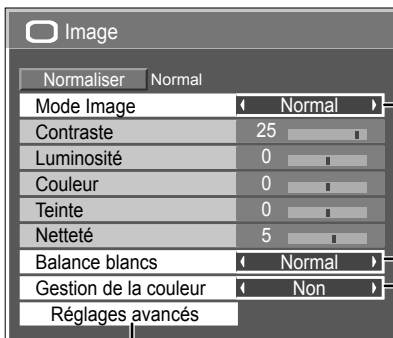 Image
Normaliser Normal
Mode Image Normal
Contraste 25
Luminosité 0
Couleur 0
Teinte 0
Netteté 5
Balance blancs Normal
Gestion de la couleur Non
Réglages avancés